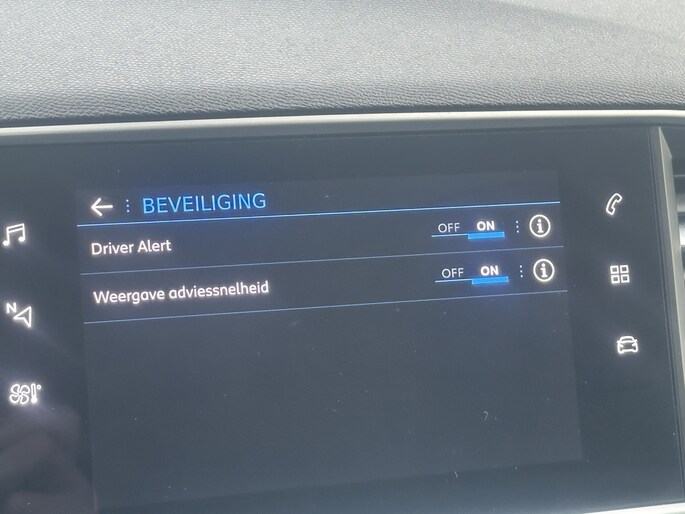 BEVEILIGING
Driver Alert OFF ON i
Weergave adviessnelheid OFF ON i
N